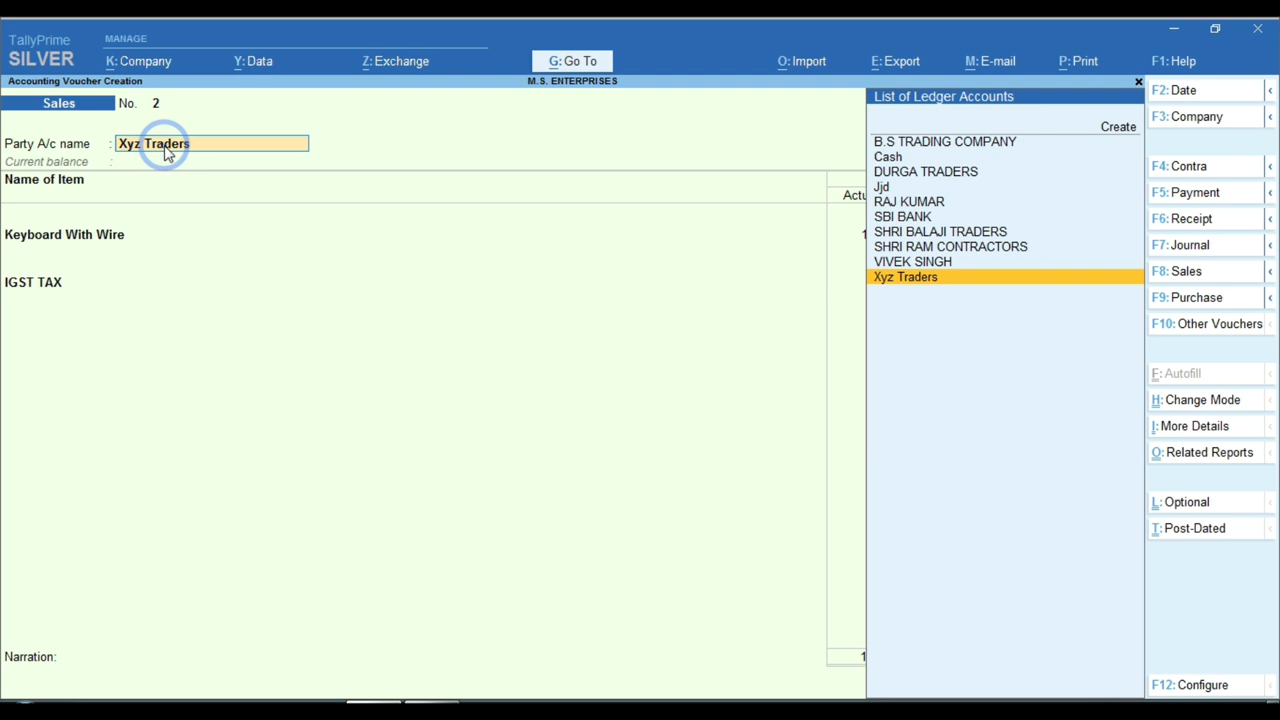 TallyPrime
SILVER
MANAGE
K: Company
Y: Data
Z: Exchange
G: Go To
O: Import
E: Export
M: E-mail
P: Print
F1: Help
Accounting Voucher Creation
M.S. ENTERPRISES
Sales No. 2
Party A/c name : Xyz Traders
Current balance :
Name of Item
Keyboard With Wire 1
IGST TAX
Narration: 1
List of Ledger Accounts
Create
B.S TRADING COMPANY
Cash
DURGA TRADERS
Jjd
RAJ KUMAR
SBI BANK
SHRI BALAJI TRADERS
SHRI RAM CONTRACTORS
VIVEK SINGH
Xyz Traders
F2: Date
F3: Company
F4: Contra
F5: Payment
F6: Receipt
F7: Journal
F8: Sales
F9: Purchase
F10: Other Vouchers
E: Autofill
H: Change Mode
I: More Details
O: Related Reports
L: Optional
T: Post-Dated
F12: Configure